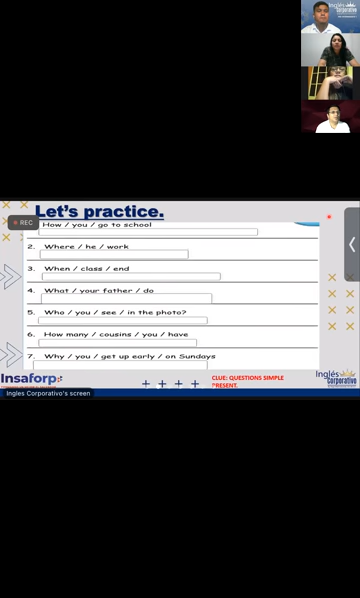 Inglés
Corporativo
Let's practice.
REC
How / you / go to school
2. Where / he / work
3. When / class / end
4. What / your father / do
5. Who / you / see / in the photo?
6. How many / cousins / you / have
7. Why / you / get up early / on Sundays
Insaforp
CLUE: QUESTIONS SIMPLE
PRESENT.
Inglés
Corporativo
Ingles Corporativo's screen